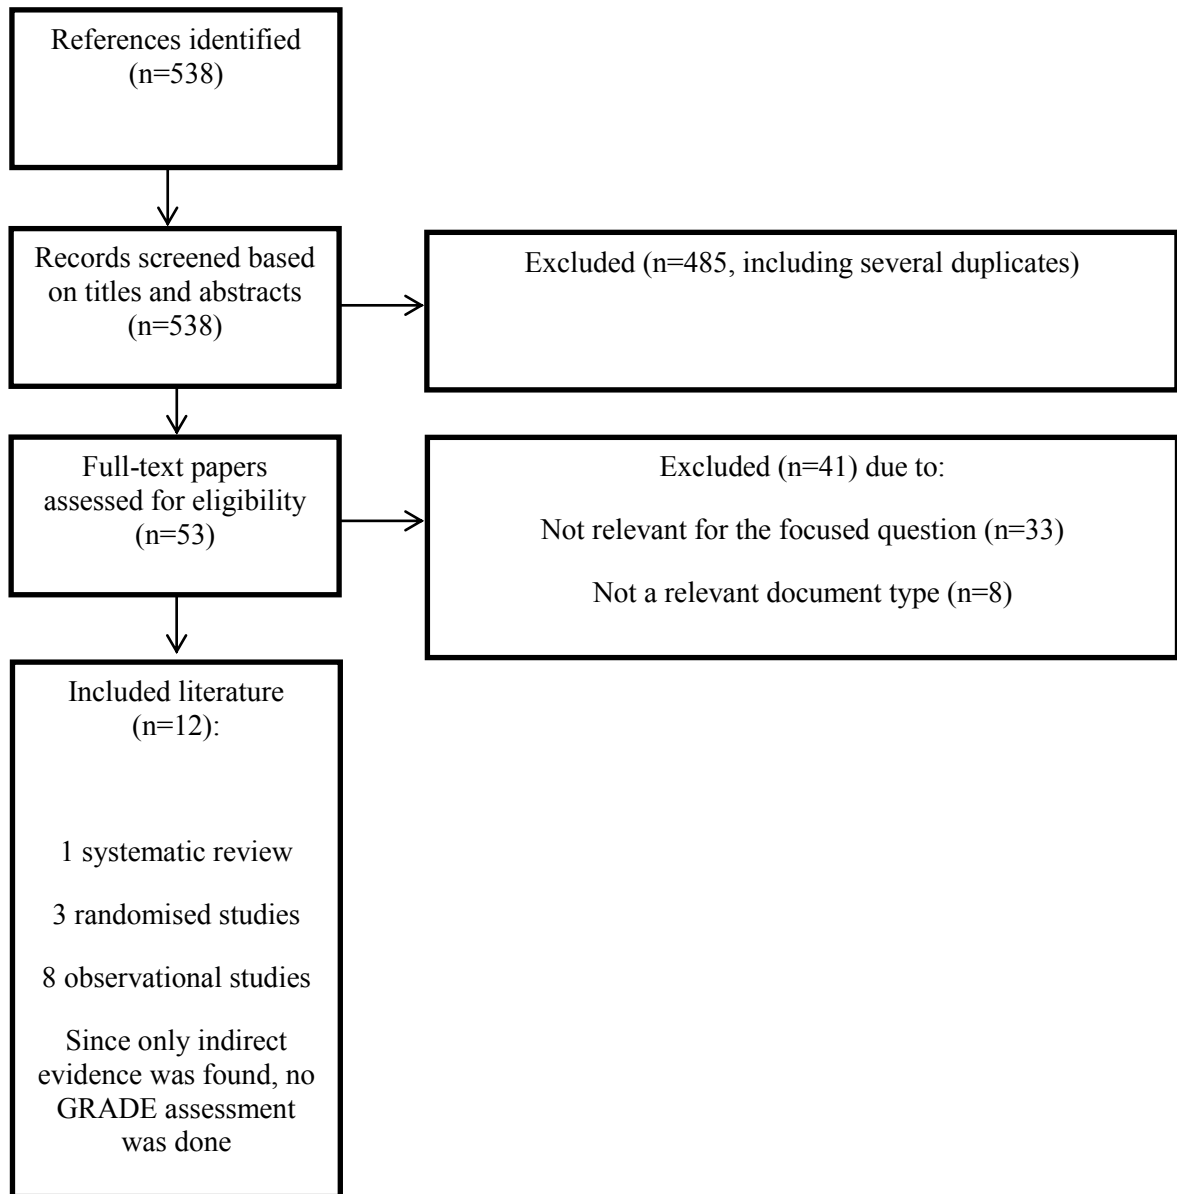 References identified
(n=538)
Records screened based
on titles and abstracts
(n=538)
Excluded (n=485, including several duplicates)
Full-text papers
assessed for eligibility
(n=53)
Excluded (n=41) due to:
Not relevant for the focused question (n=33)
Not a relevant document type (n=8)
Included literature
(n=12):
1 systematic review
3 randomised studies
8 observational studies
Since only indirect
evidence was found, no
GRADE assessment
was done